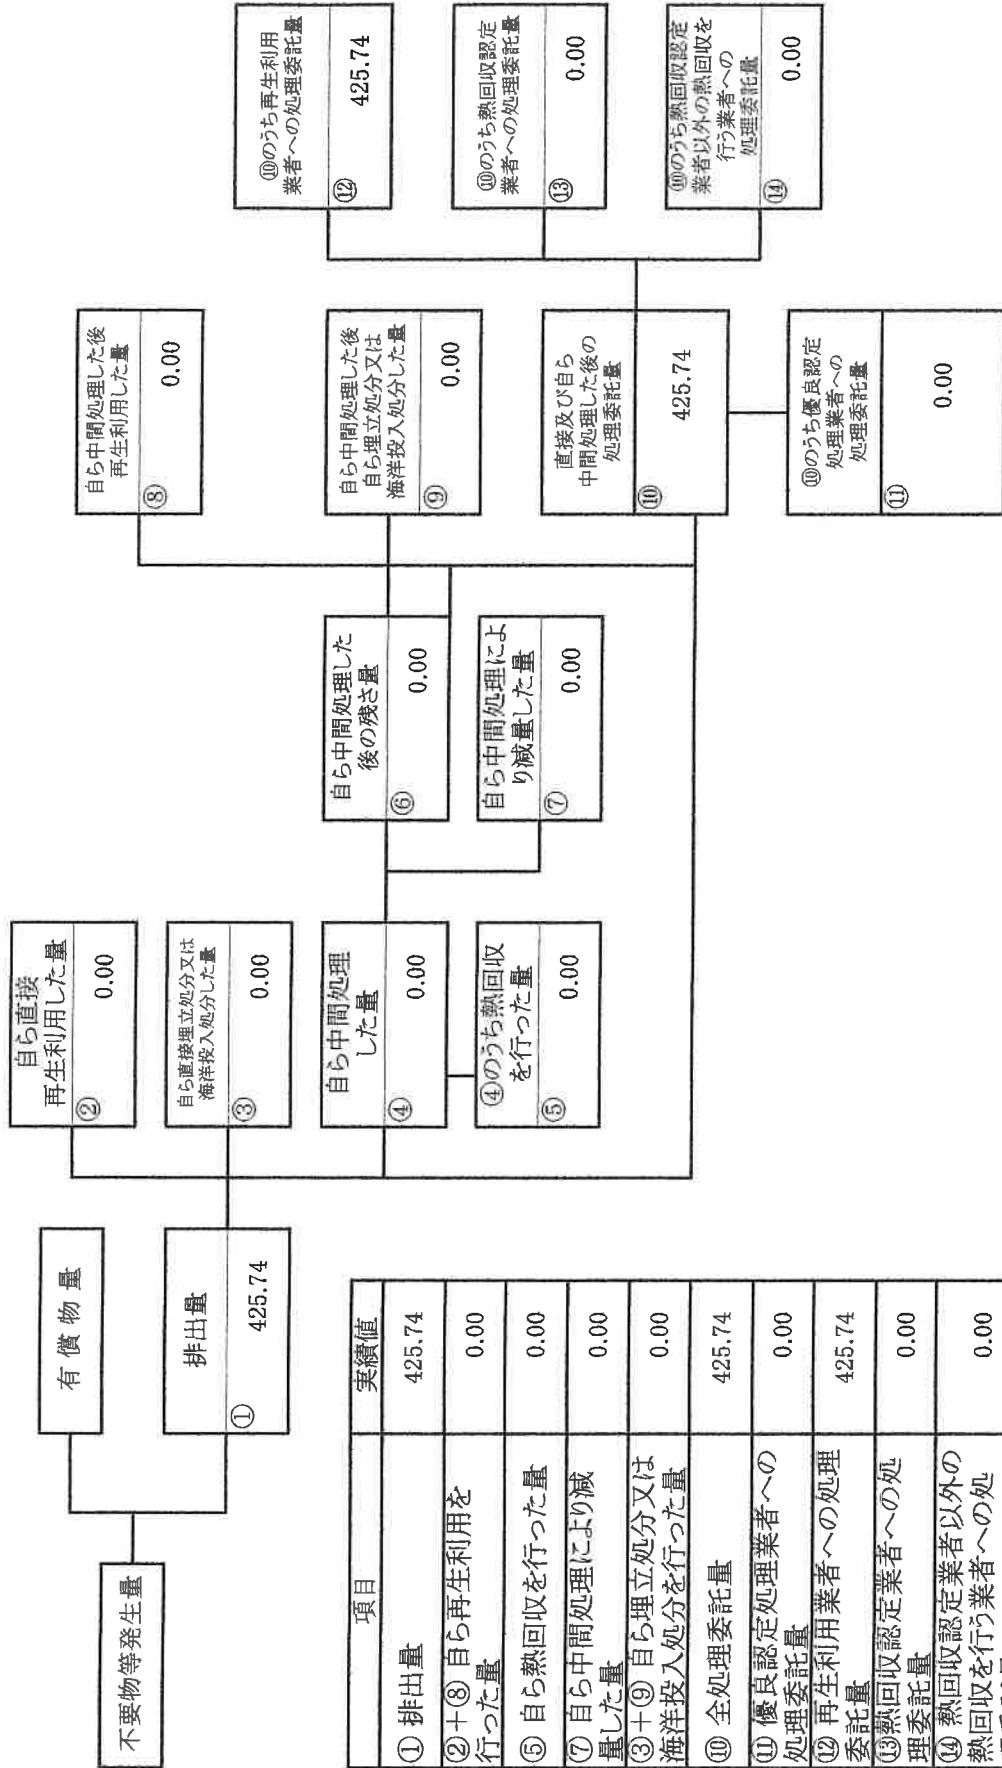 不要物等発生量
有償物量
排出量
①
425.74
自ら直接
再生利用した量
②
0.00
自ら直接埋立処分又は
海洋投入処分した量
③
0.00
自ら中間処理
した量
④
0.00
④のうち熱回収
を行った量
⑤
0.00
自ら中間処理した
後の残さ量
⑥
0.00
自ら中間処理によ
り減量した量
⑦
0.00
自ら中間処理した後
再生利用した量
⑧
0.00
自ら中間処理した後
自ら埋立処分又は
海洋投入処分した量
⑨
0.00
直接及び自ら
中間処理した後の
処理委託量
⑩
425.74
⑩のうち優良認定
処理業者への
処理委託量
⑪
0.00
⑩のうち再生利用
業者への処理委託量
⑫
425.74
⑩のうち熱回収認定
業者への処理委託量
⑬
0.00
⑩のうち熱回収認定
業者以外の熱回収を
行う業者への
処理委託量
⑭
0.00
項目 実績値
① 排出量 425.74
②+⑧ 自ら再生利用を
行った量 0.00
⑤ 自ら熱回収を行った量 0.00
⑦ 自ら中間処理により減
量した量 0.00
③+⑨ 自ら埋立処分又は
海洋投入処分を行った量 0.00
⑩ 全処理委託量 425.74
⑪ 優良認定処理業者への
処理委託量 0.00
⑫ 再生利用業者への処理
委託量 425.74
⑬熱回収認定業者への処
理委託量 0.00
⑭ 熱回収認定業者以外の
熱回収を行う業者への処 0.00